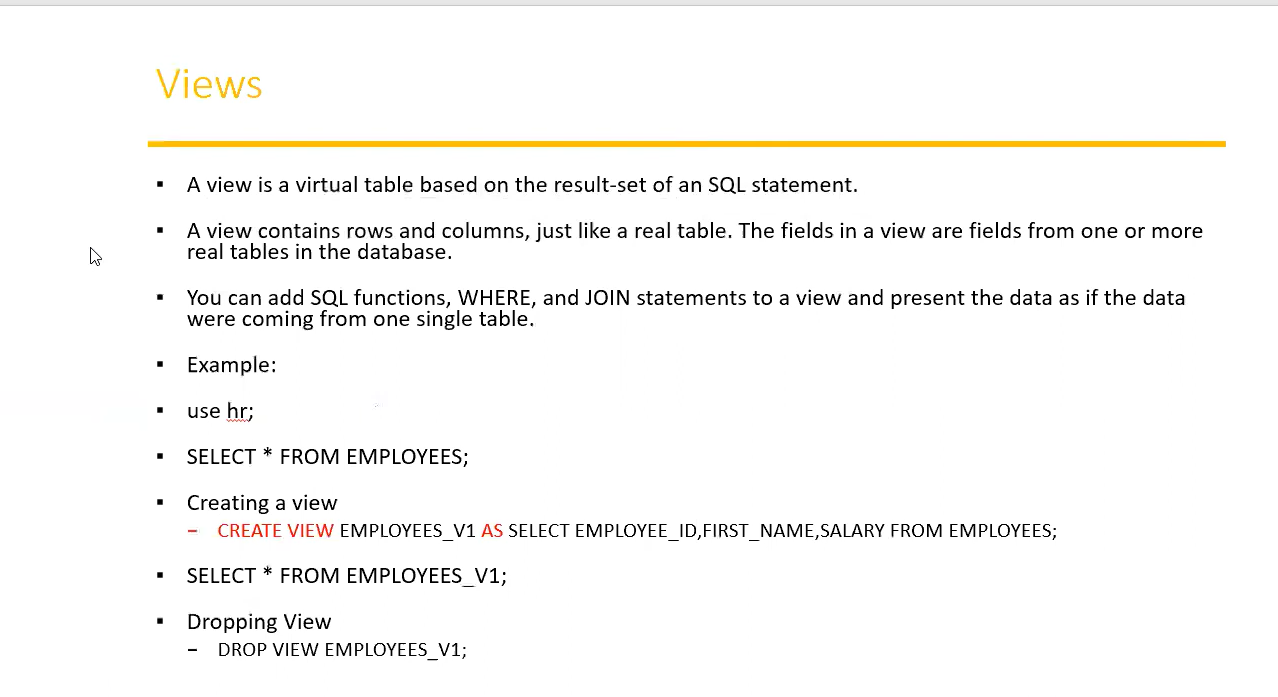 Views
▪ A view is a virtual table based on the result-set of an SQL statement.
▪ A view contains rows and columns, just like a real table. The fields in a view are fields from one or more
real tables in the database.
▪ You can add SQL functions, WHERE, and JOIN statements to a view and present the data as if the data
were coming from one single table.
▪ Example:
▪ use hr;
▪ SELECT * FROM EMPLOYEES;
▪ Creating a view
– CREATE VIEW EMPLOYEES_V1 AS SELECT EMPLOYEE_ID,FIRST_NAME,SALARY FROM EMPLOYEES;
▪ SELECT * FROM EMPLOYEES_V1;
▪ Dropping View
– DROP VIEW EMPLOYEES_V1;